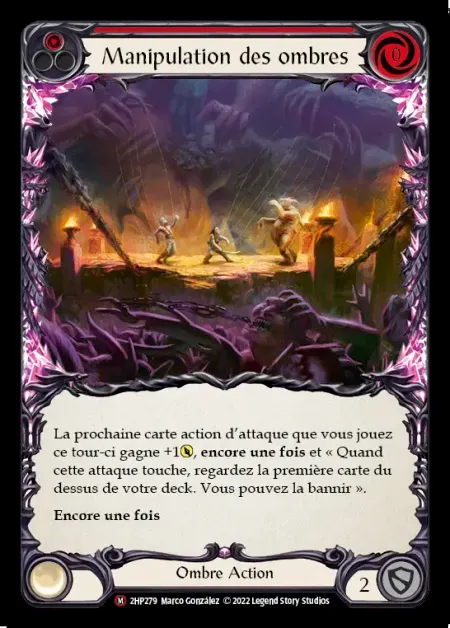 Manipulation des ombres
0
La prochaine carte action d'attaque que vous jouez
ce tour-ci gagne +1, encore une fois et « Quand
cette attaque touche, regardez la première carte du
dessus de votre deck. Vous pouvez la bannir ».
Encore une fois
Ombre Action
2
M 2HP279 Marco González © 2022 Legend Story Studios